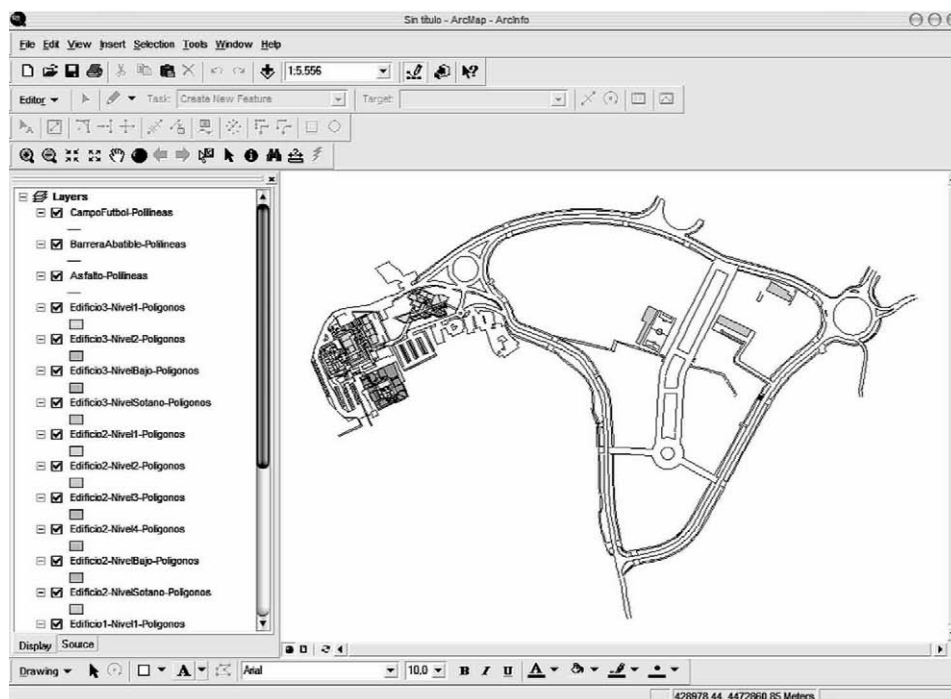 Sin título - ArcMap - ArcInfo
File Edit View Insert Selection Tools Window Help
1:5.556
Editor Task: Create New Feature Target:
Layers
CampoFutbol-Polilineas
BarreraAbatible-Polilineas
Asfalto-Polilineas
Edificio3-Nivel1-Poligonos
Edificio3-Nivel2-Poligonos
Edificio3-NivelBajo-Poligonos
Edificio3-NivelSotano-Poligonos
Edificio2-Nivel1-Poligonos
Edificio2-Nivel2-Poligonos
Edificio2-Nivel3-Poligonos
Edificio2-Nivel4-Poligonos
Edificio2-NivelBajo-Poligonos
Edificio2-NivelSotano-Poligonos
Edificio1-Nivel1-Poligonos
Display Source
Drawing A Arial 10,0 B I U A
428978,44 4472860,85 Meters